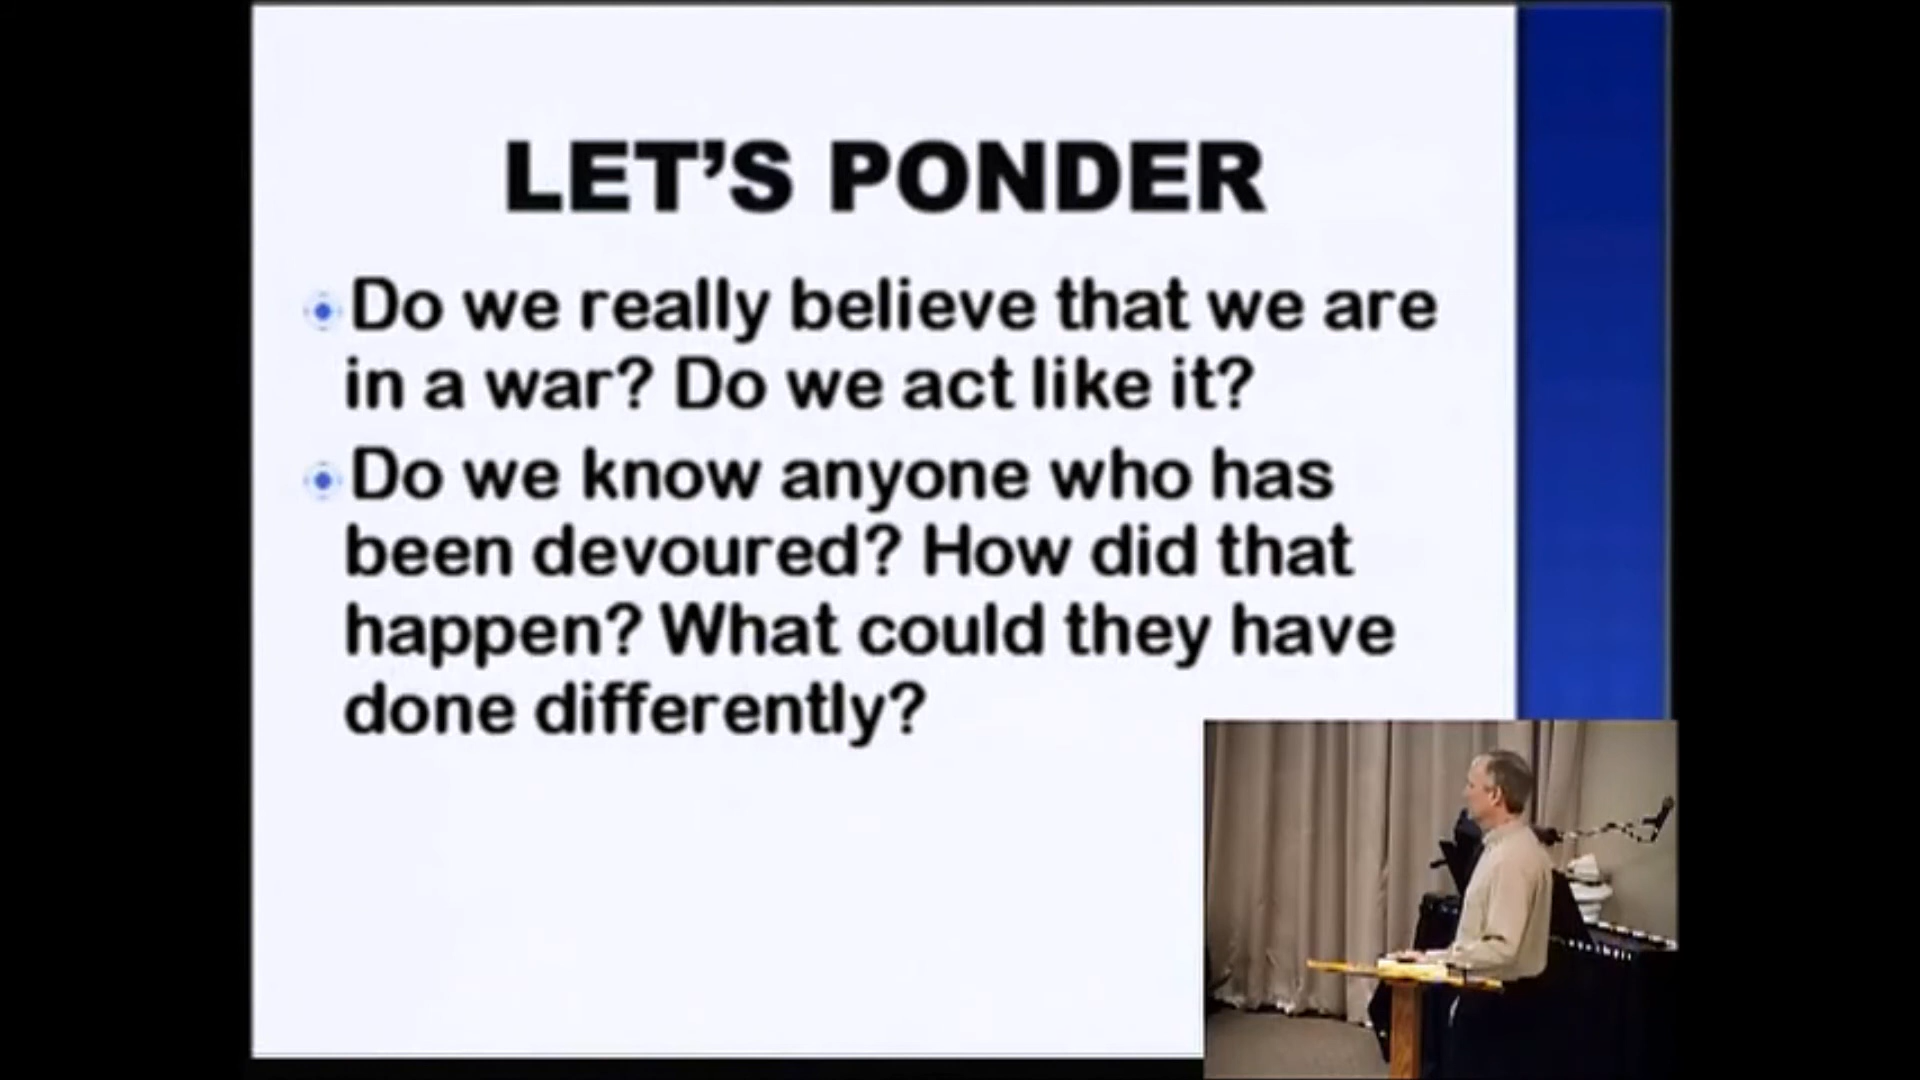 LET'S PONDER
Do we really believe that we are
in a war? Do we act like it?
Do we know anyone who has
been devoured? How did that
happen? What could they have
done differently?